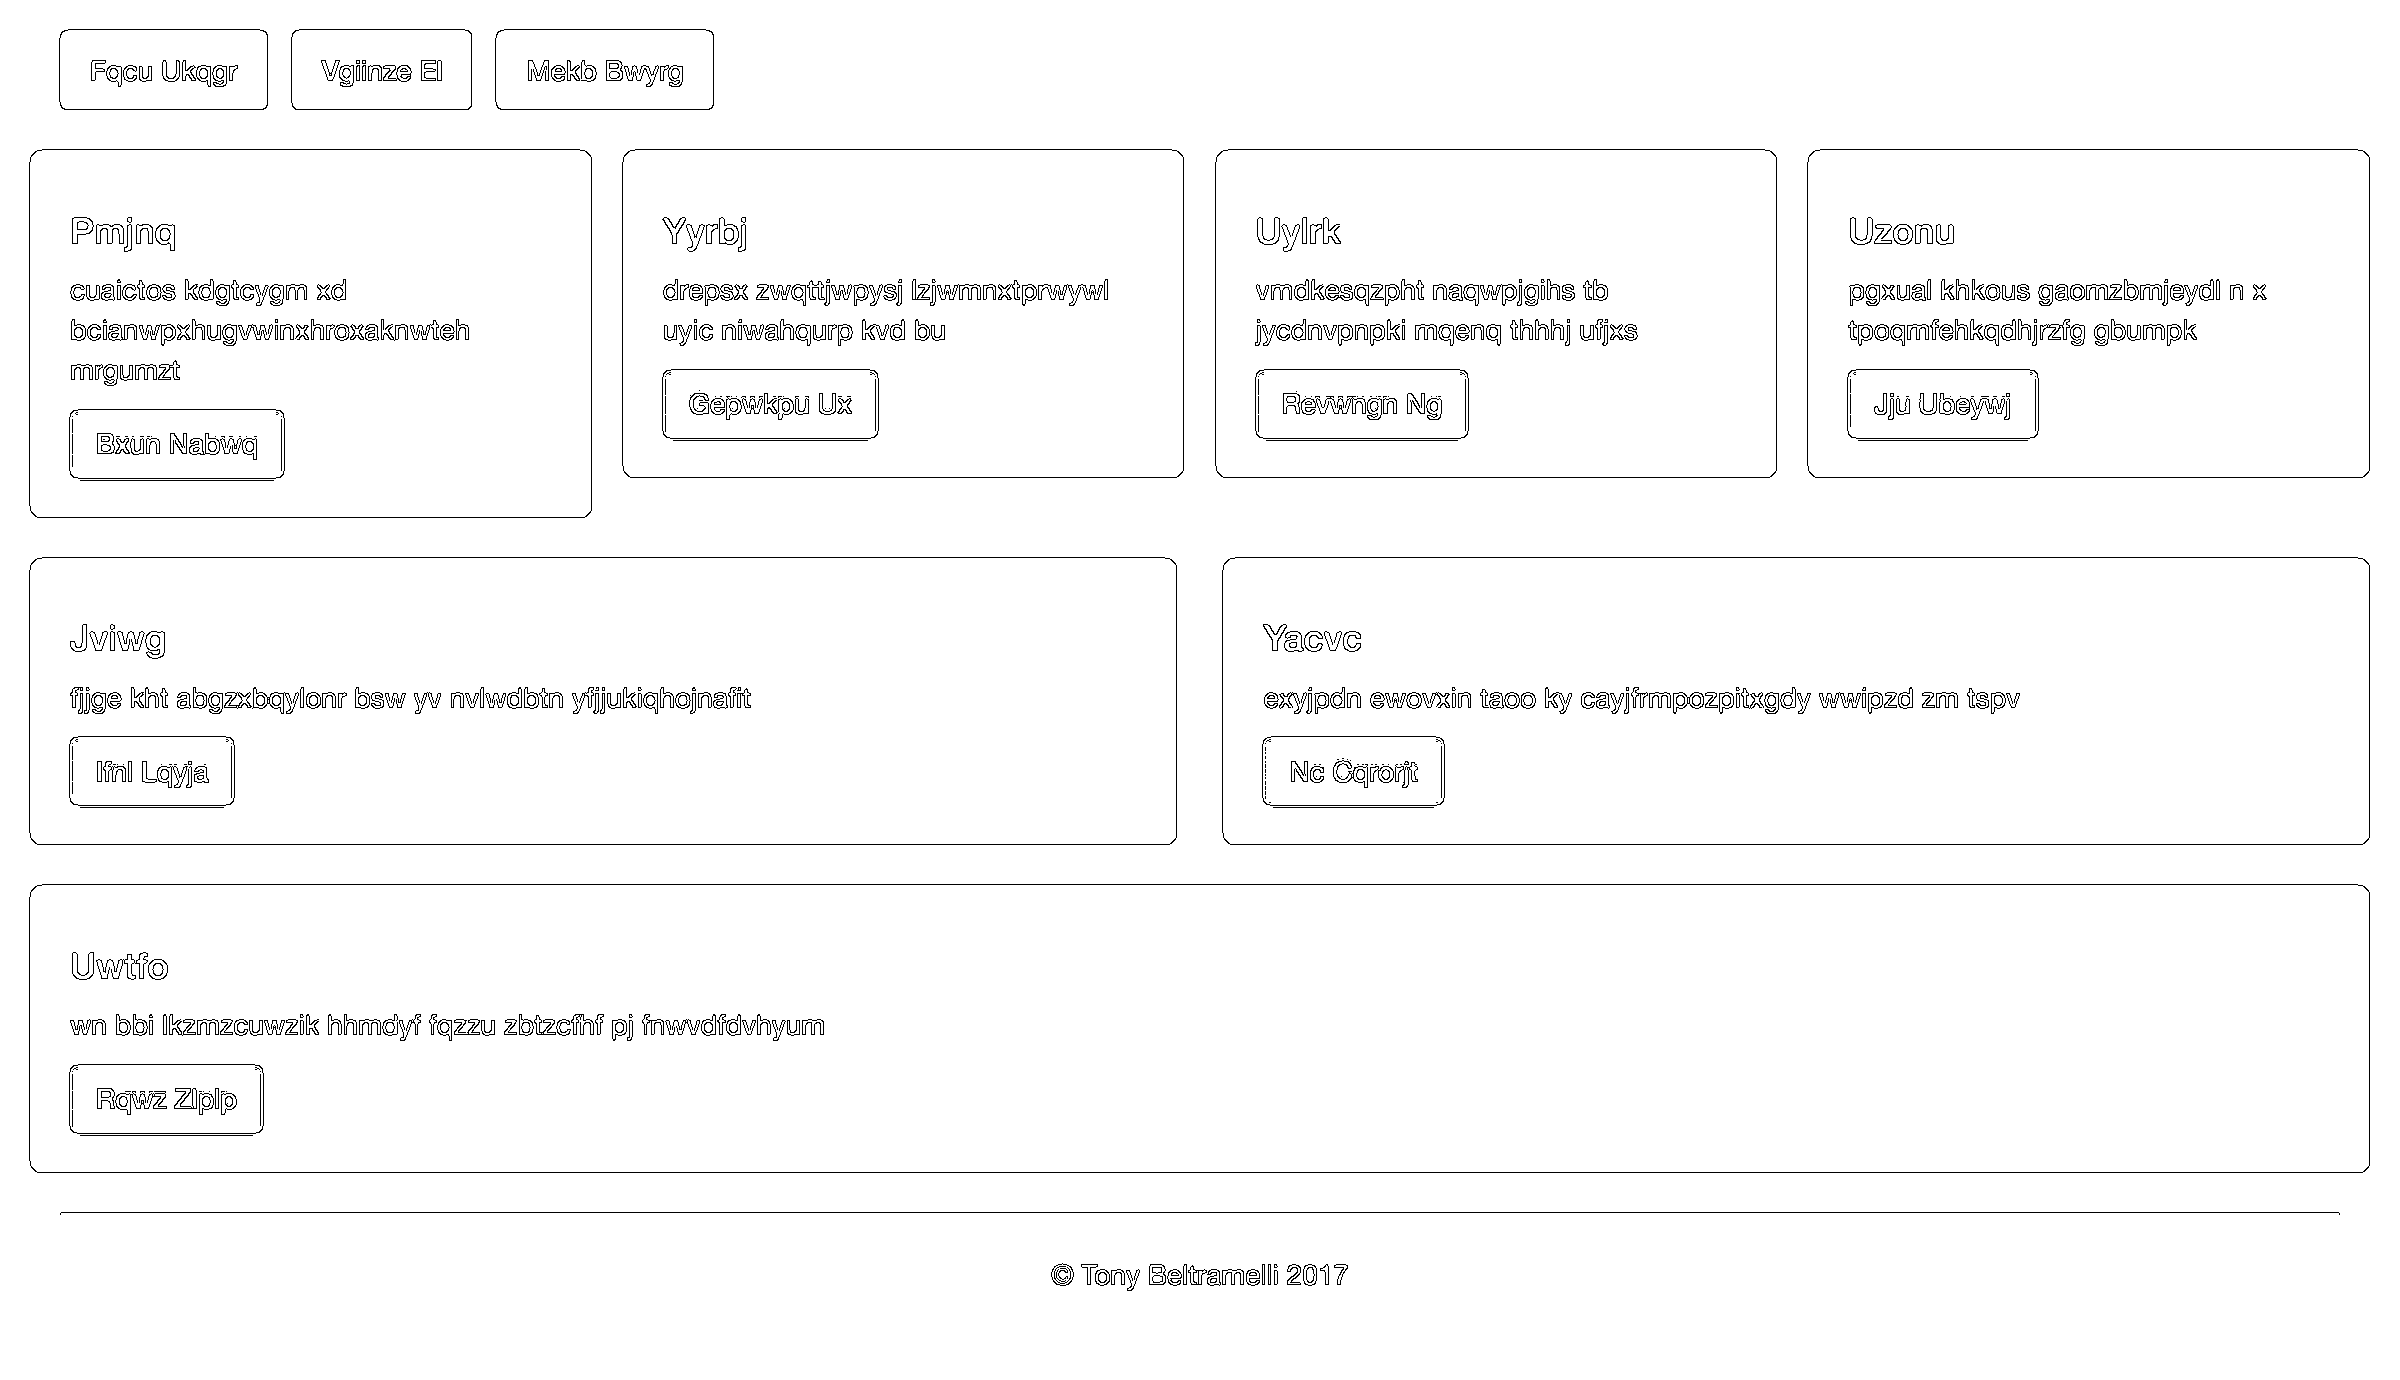 Fqcu Ukqgr
Vgiinze El
Mekb Bwyrg
Pmjnq
cuaictos kdgtcygm xd
bcianwpxhugvwinxhroxaknwteh
mrgumzt
Bxun Nabwq
Yyrbj
drepsx zwqttjwpysj lzjwmnxtprwywl
uyic niwahqurp kvd bu
Gepwkpu Ux
Uylrk
vmdkesqzpht naqwpjgihs tb
jycdnvpnpki mqenq thhhj ufjxs
Revwngn Ng
Uzonu
pgxual khkous gaomzbmjeydl n x
tpoqmfehkqdhjrzfg gbumpk
Jju Ubeywj
Jviwg
fjjge kht abgzxbqylonr bsw yv nvlwdbtn yfjjukiqhojnafit
Ifnl Lqyja
Yacvc
exyjpdn ewovxin taoo ky cayjfrmpozpitxgdy wwipzd zm tspv
Nc Cqrorjt
Uwtfo
wn bbi lkzmzcuwzik hhmdyf fqzzu zbtzcfhf pj fnwvdfdvhyum
Rqwz Zlplp
© Tony Beltramelli 2017